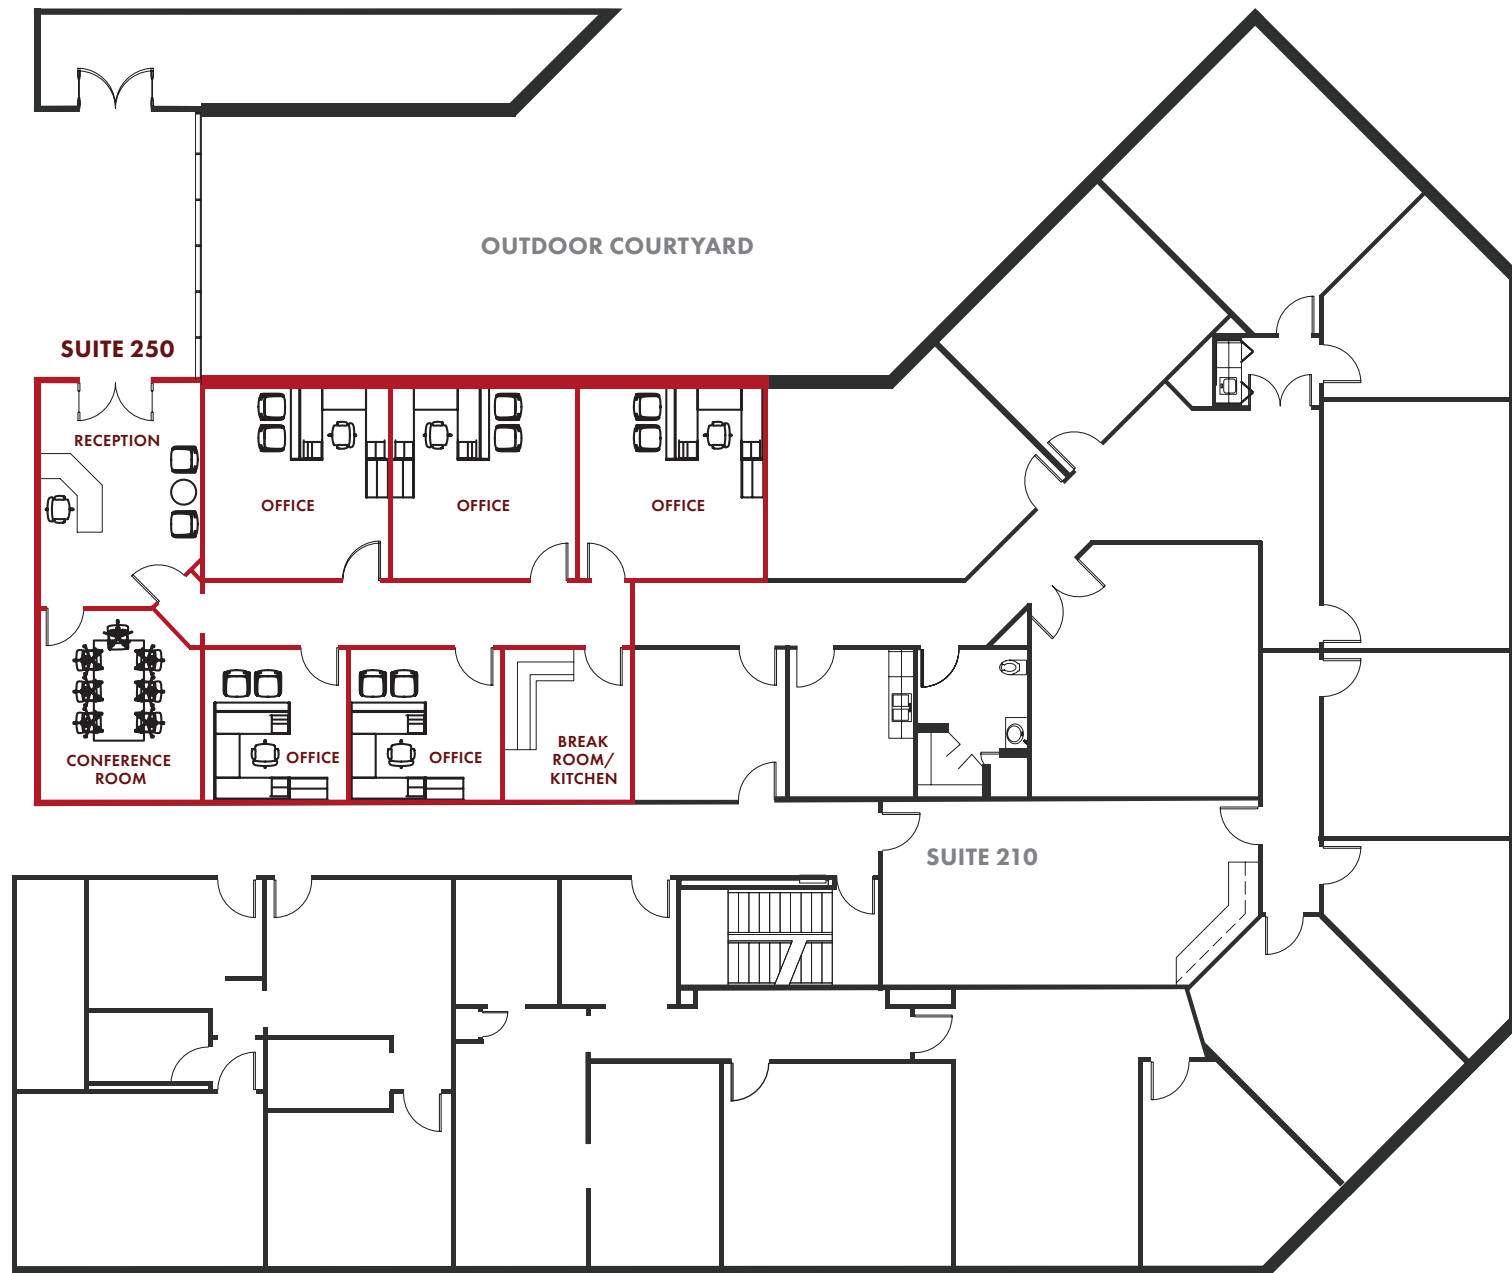 OUTDOOR COURTYARD
SUITE 250
RECEPTION
OFFICE
OFFICE
OFFICE
CONFERENCE
ROOM
OFFICE
OFFICE
BREAK
ROOM/
KITCHEN
SUITE 210